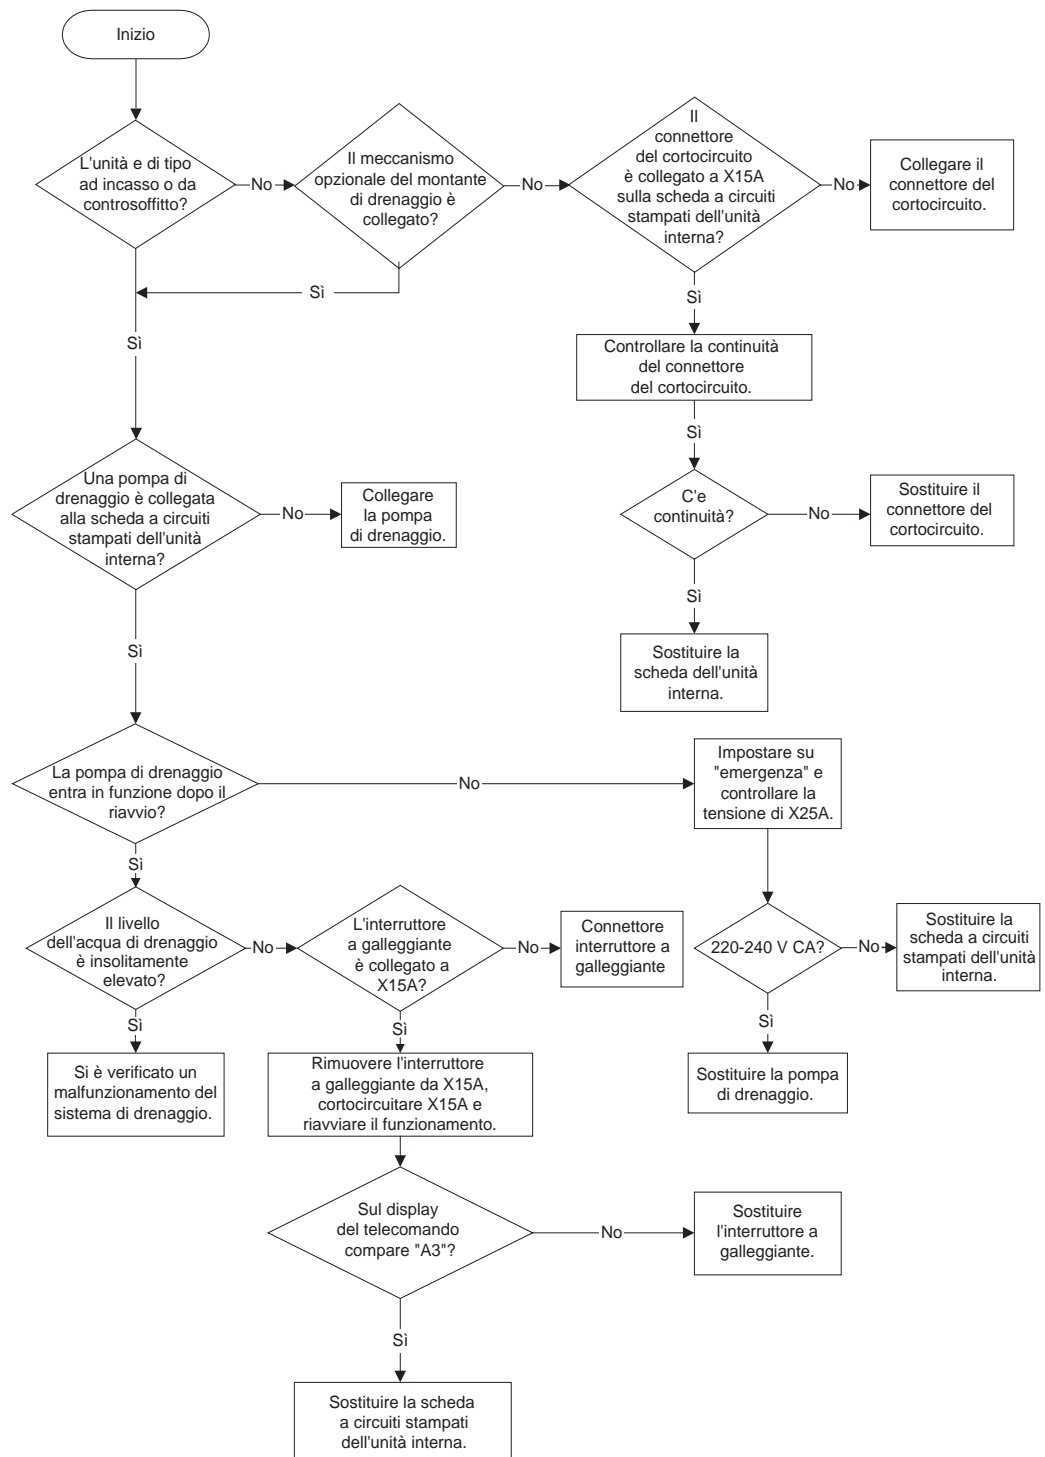 Inizio
L'unità e di tipo
ad incasso o da
controsoffitto?
No
Il meccanismo
opzionale del montante
di drenaggio è
collegato?
No
Il
connettore
del cortocircuito
è collegato a X15A
sulla scheda a circuiti
stampati dell'unità
interna?
No
Collegare il
connettore del
cortocircuito.
Sì
Sì
Sì
Controllare la continuità
del connettore
del cortocircuito.
Sì
Una pompa di
drenaggio è collegata
alla scheda a circuiti
stampati dell'unità
interna?
No
Collegare
la pompa
di drenaggio.
C'e
continuità?
No
Sostituire il
connettore del
cortocircuito.
Sì
Sì
Sostituire la
scheda dell'unità
interna.
La pompa di drenaggio
entra in funzione dopo il
riavvio?
No
Impostare su
"emergenza" e
controllare la
tensione di X25A.
Sì
Il livello
dell'acqua di drenaggio
è insolitamente
elevato?
No
L'interruttore
a galleggiante
è collegato a
X15A?
No
Connettore
interruttore a
galleggiante
220-240 V CA?
No
Sostituire la
scheda a circuiti
stampati dell'unità
interna.
Sì
Sì
Sì
Si è verificato un
malfunzionamento del
sistema di drenaggio.
Rimuovere l'interruttore
a galleggiante da X15A,
cortocircuitare X15A e
riavviare il funzionamento.
Sostituire la pompa
di drenaggio.
Sul display
del telecomando
compare "A3"?
No
Sostituire
l'interruttore a
galleggiante.
Sì
Sostituire la scheda
a circuiti stampati
dell'unità interna.